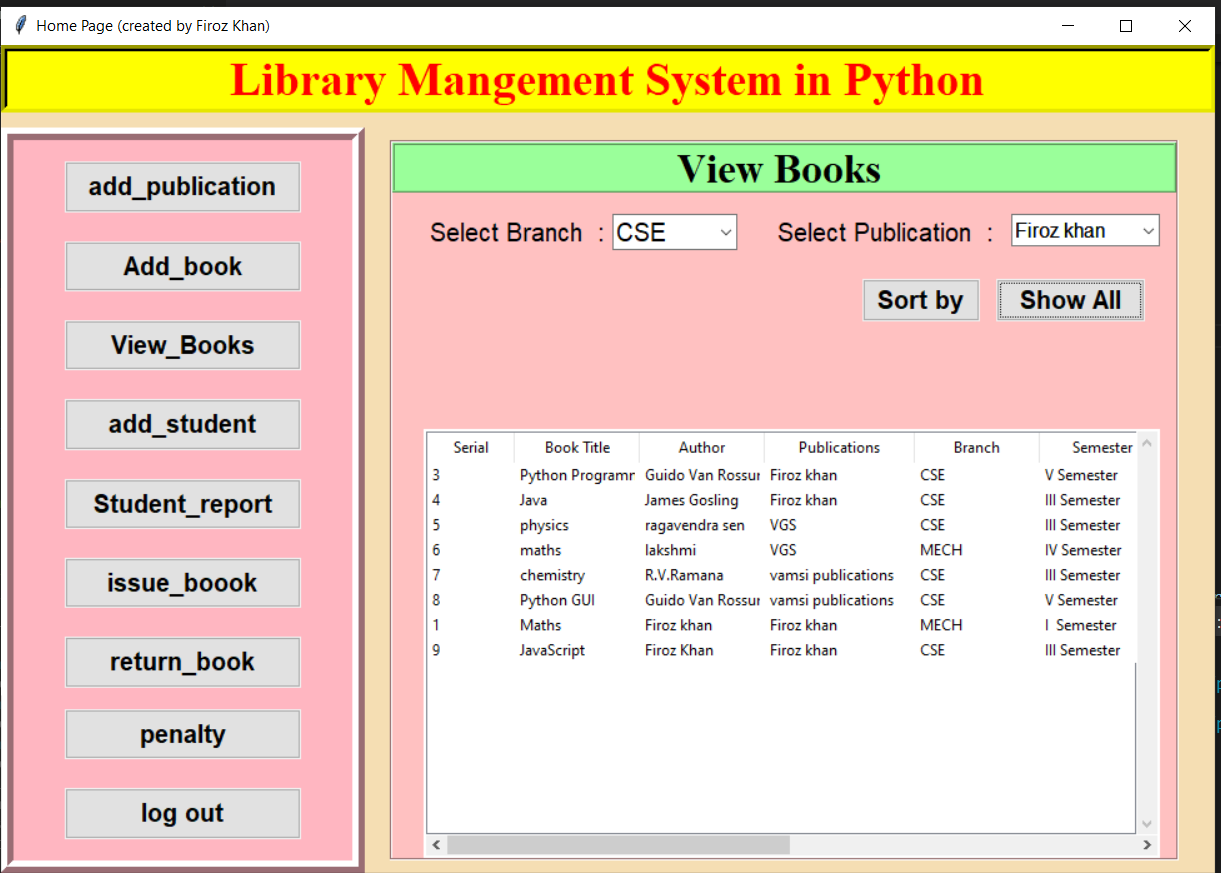 Home Page (created by Firoz Khan)
Library Mangement System in Python
add_publication
Add_book
View_Books
add_student
Student_report
issue_boook
return_book
penalty
log out
View Books
Select Branch : CSE Select Publication : Firoz khan
Sort by Show All
Serial Book Title Author Publications Branch Semester
3 Python Programr Guido Van Rossur Firoz khan CSE V Semester
4 Java James Gosling Firoz khan CSE III Semester
5 physics ragavendra sen VGS CSE III Semester
6 maths lakshmi VGS MECH IV Semester
7 chemistry R.V.Ramana vamsi publications CSE III Semester
8 Python GUI Guido Van Rossur vamsi publications CSE V Semester
1 Maths Firoz khan Firoz khan MECH I Semester
9 JavaScript Firoz Khan Firoz khan CSE III Semester